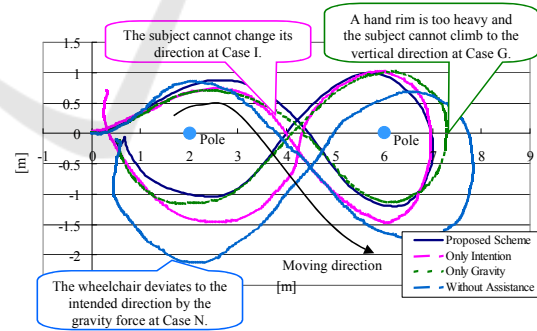 The subject cannot change its
direction at Case I.
A hand rim is too heavy and
the subject cannot climb to the
vertical direction at Case G.
1.5
1
0.5
0
-0.5
-1
-1.5
-2
[m]
-1 0 1 2 3 4 5 6 7 8 9
Pole
Pole
Moving direction
[m]
The wheelchair deviates to the
intended direction by the
gravity force at Case N.
Proposed Scheme
Only Intention
Only Gravity
Without Assistance